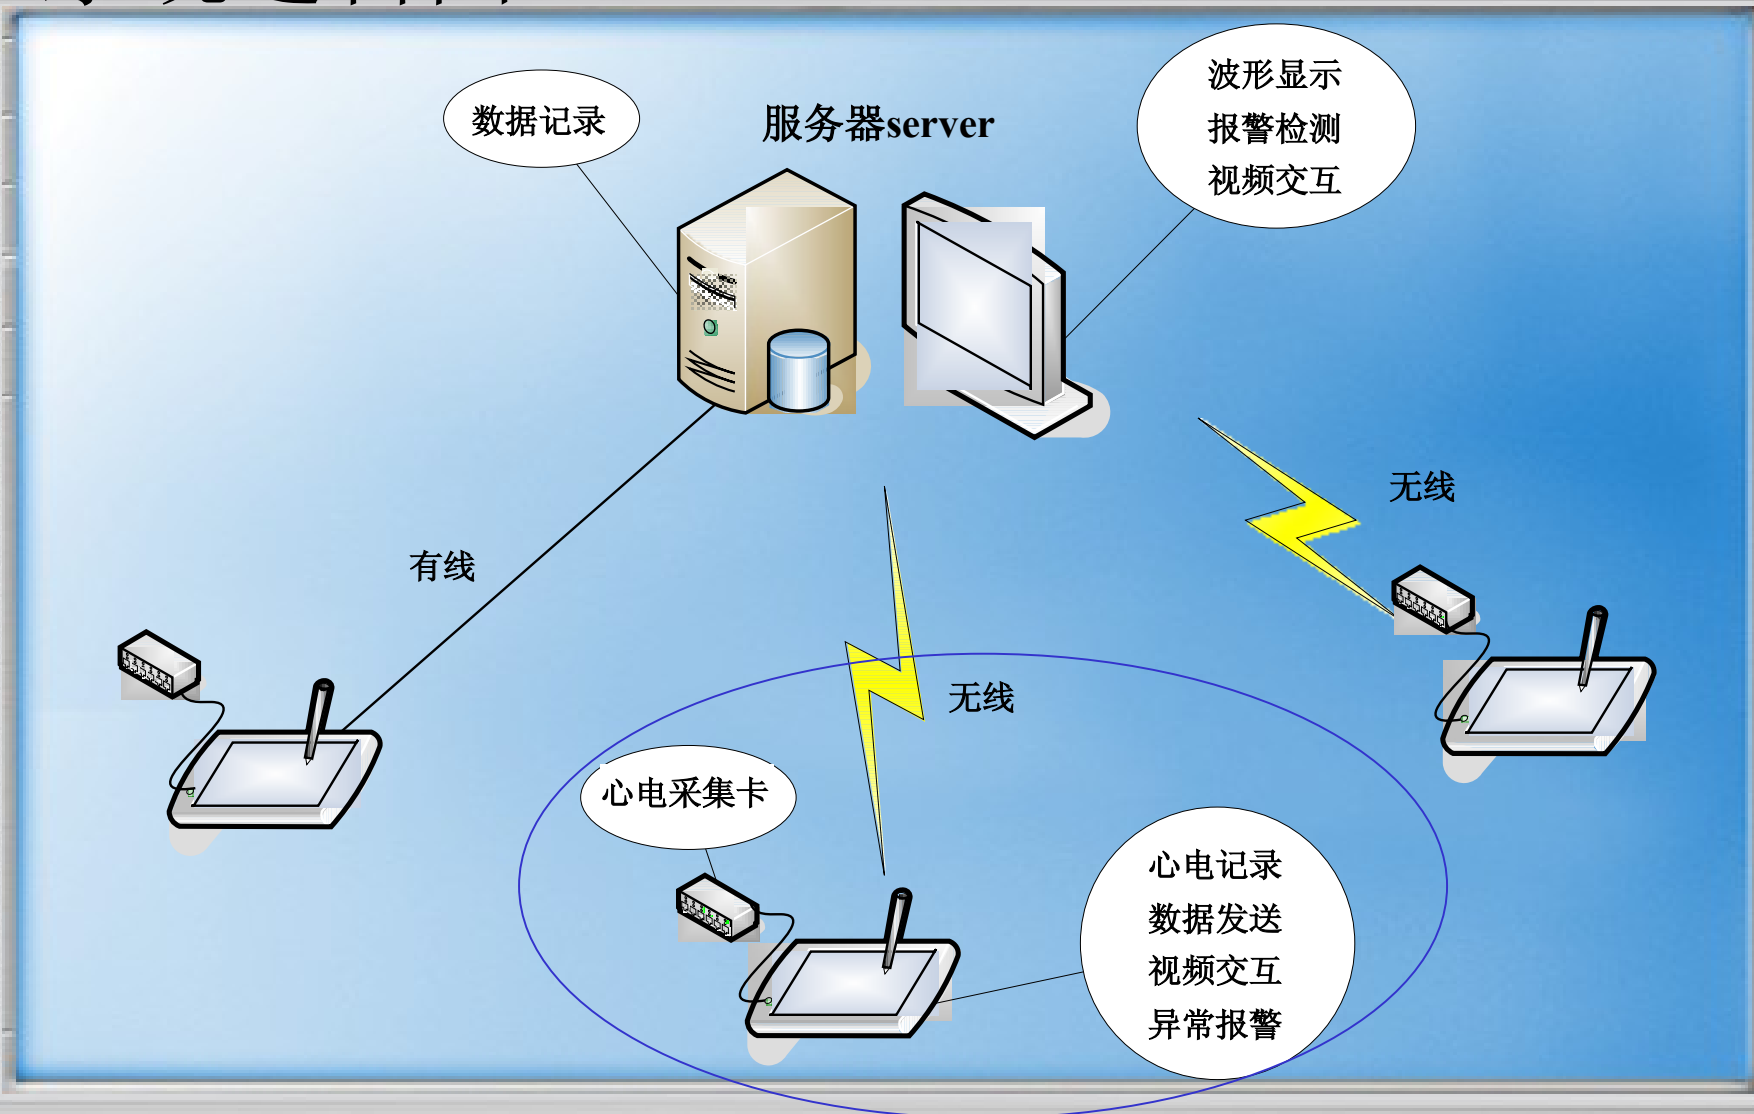 数据记录
服务器server
波形显示
报警检测
视频交互
无线
有线
无线
心电采集卡
心电记录
数据发送
视频交互
异常报警